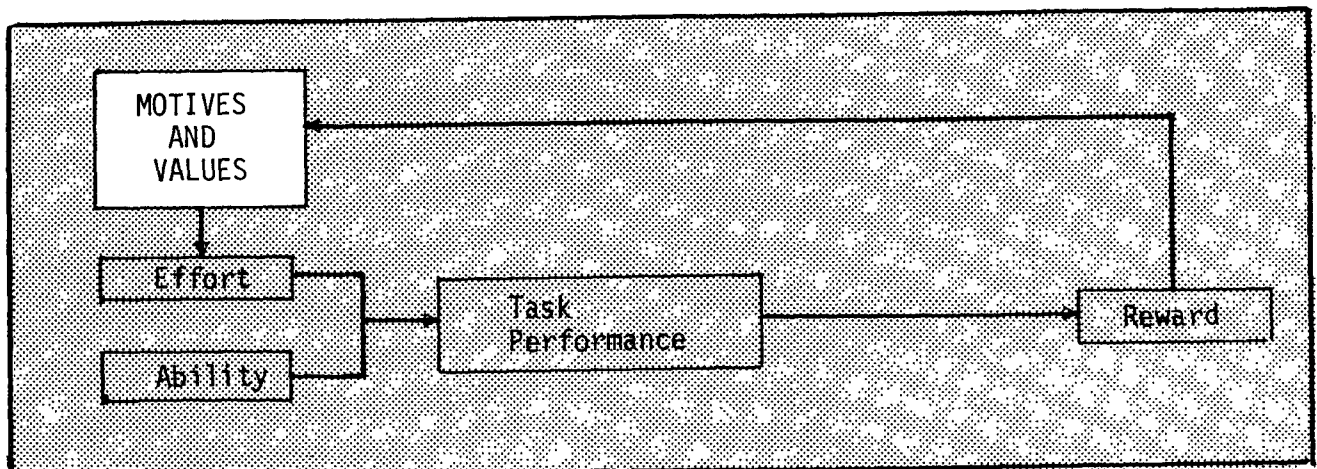 MOTIVES
AND
VALUES
Effort
Ability
Task
Performance
Reward